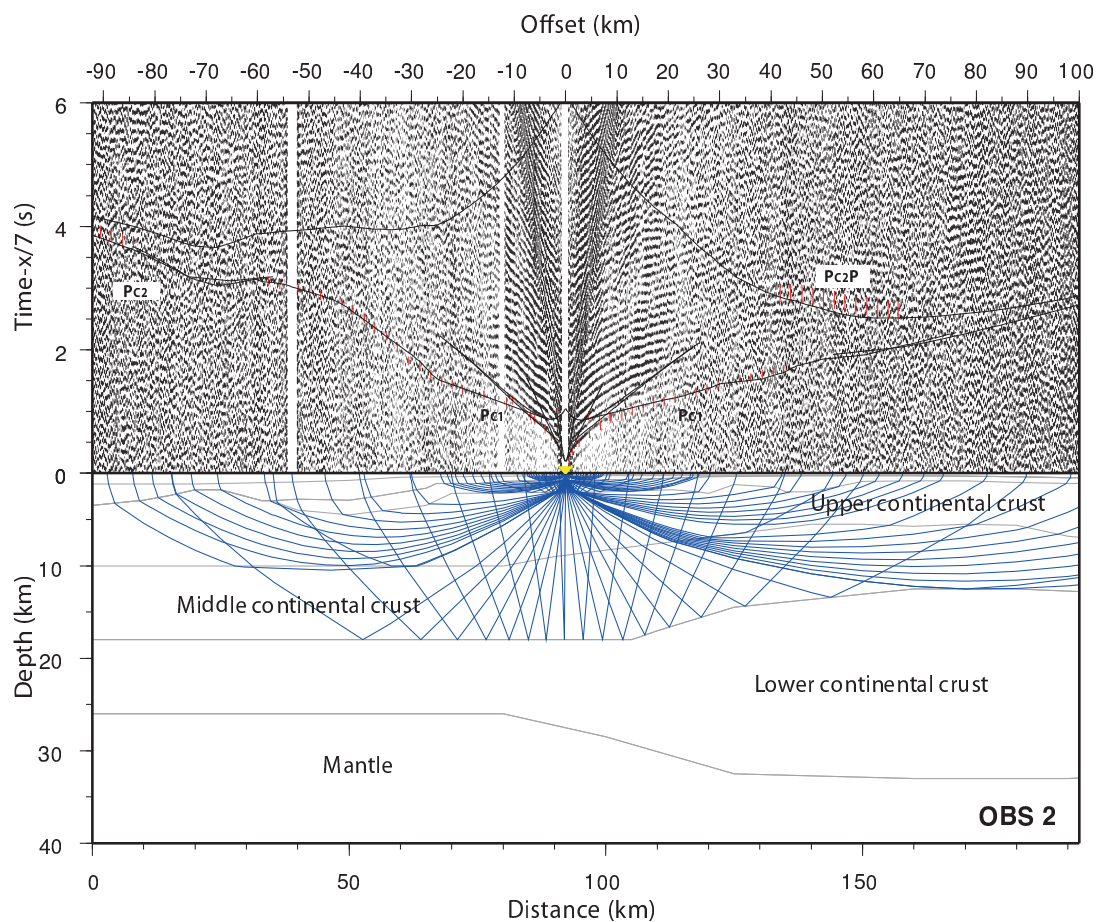 Offset (km)
-90 -80 -70 -60 -50 -40 -30 -20 -10 0 10 20 30 40 50 60 70 80 90 100
6
4
2
0
Time-x/7 (s)
Pc2
Pc2P
Pc1
Pc1
0
10
20
30
40
Depth (km)
Upper continental crust
Middle continental crust
Lower continental crust
Mantle
OBS 2
0 50 100 150
Distance (km)